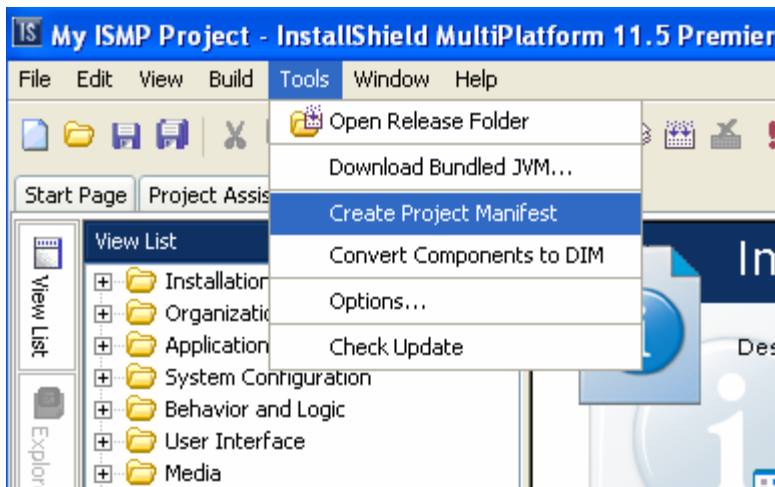 IS My ISMP Project - InstallShield MultiPlatform 11.5 Premier
File Edit View Build Tools Window Help
Open Release Folder
Download Bundled JVM...
Start Page Project Assis
Create Project Manifest
View List
Convert Components to DIM
Installation
Organizatio
Options...
Des
Application
Check Update
System Configuration
Behavior and Logic
User Interface
Media
View List
Explor
In